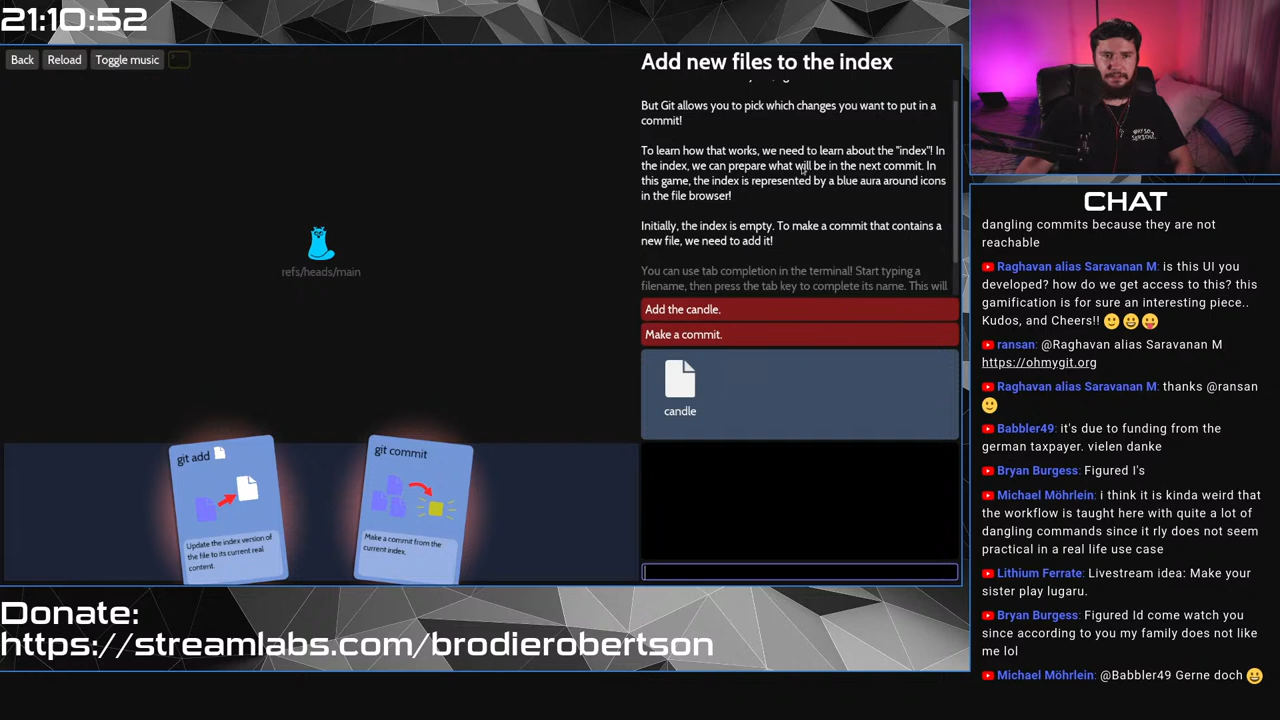 21:10:52
Back
Reload
Toggle music
Add new files to the index
But Git allows you to pick which changes you want to put in a
commit!
To learn how that works, we need to learn about the "index"! In
the index, we can prepare what will be in the next commit. In
this game, the index is represented by a blue aura around icons
in the file browser!
Initially, the index is empty. To make a commit that contains a
new file, we need to add it!
You can use tab completion in the terminal! Start typing a
filename, then press the tab key to complete its name. This will
Add the candle.
Make a commit.
candle
refs/heads/main
git add
Update the index version of
the file to its current real
content.
git commit
Make a commit from the
current index.
WHY SO
SERIOUS?
CHAT
dangling commits because they are not
reachable
Raghavan alias Saravanan M: is this UI you
developed? how do we get access to this? this
gamification is for sure an interesting piece..
Kudos, and Cheers!! 🙂😀😛
ransan: @Raghavan alias Saravanan M
https://ohmygit.org
Raghavan alias Saravanan M: thanks @ransan
🙂
Babbler49: it's due to funding from the
german taxpayer. vielen danke
Bryan Burgess: Figured I's
Michael Möhrlein: i think it is kinda weird that
the workflow is taught here with quite a lot of
dangling commands since it rly does not seem
practical in a real life use case
Lithium Ferrate: Livestream idea: Make your
sister play lugaru.
Bryan Burgess: Figured Id come watch you
since according to you my family does not like
me lol
Michael Möhrlein: @Babbler49 Gerne doch 😀
Donate:
https://streamlabs.com/brodierobertson